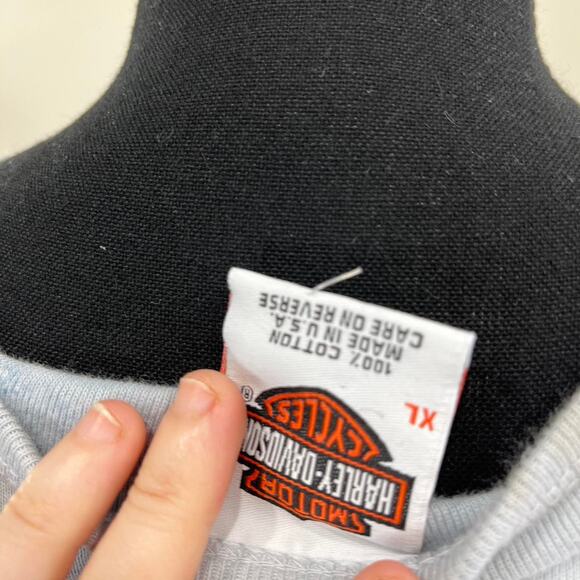 MOTOR
HARLEY-DAVIDSON
CYCLES
®
XL
100% COTTON
MADE IN U.S.A.
CARE ON REVERSE